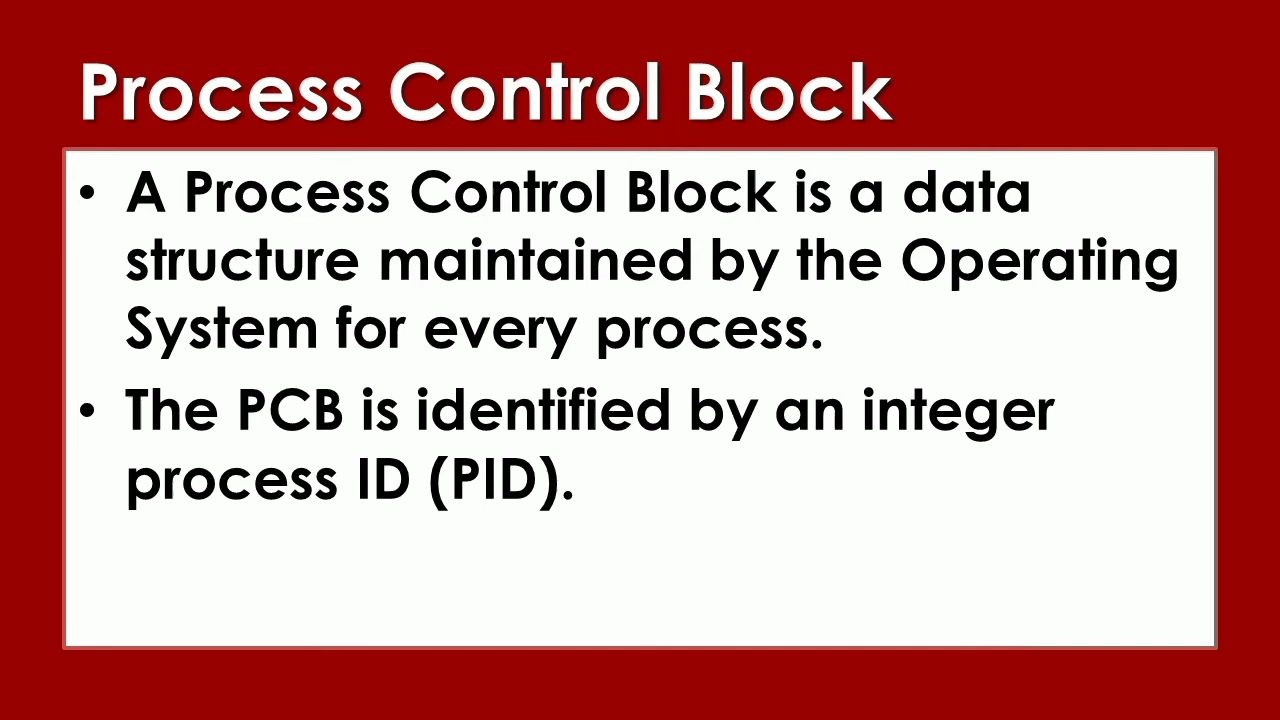 Process Control Block
• A Process Control Block is a data
structure maintained by the Operating
System for every process.
• The PCB is identified by an integer
process ID (PID).